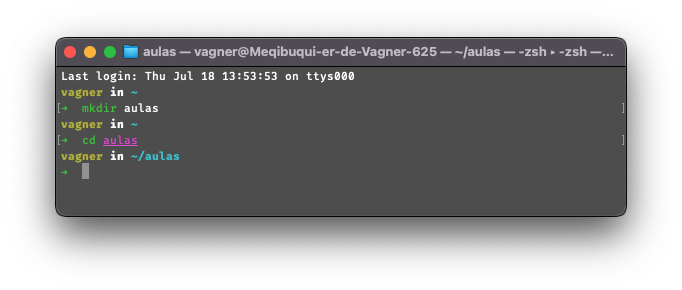 aulas — vagner@Meqibuqui-er-de-Vagner-625 — ~/aulas — -zsh ▸ -zsh —...
Last login: Thu Jul 18 13:53:53 on ttys000
vagner in ~
[➜  mkdir aulas ]
vagner in ~
[➜  cd aulas ]
vagner in ~/aulas
➜